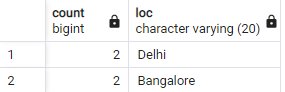 count loc
bigint character varying (20)
1 2 Delhi
2 2 Bangalore